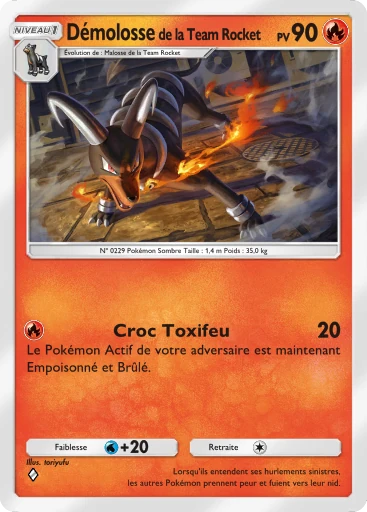 NIVEAU 1
Démolosse de la Team Rocket PV 90
Évolution de : Malosse de la Team Rocket
N° 0229 Pokémon Sombre Taille : 1,4 m Poids : 35,0 kg
Croc Toxifeu 20
Le Pokémon Actif de votre adversaire est maintenant
Empoisonné et Brûlé.
Faiblesse +20 Retraite
Illus. toriyufu
Lorsqu'ils entendent ses hurlements sinistres,
les autres Pokémon prennent peur et fuient vers leur nid.